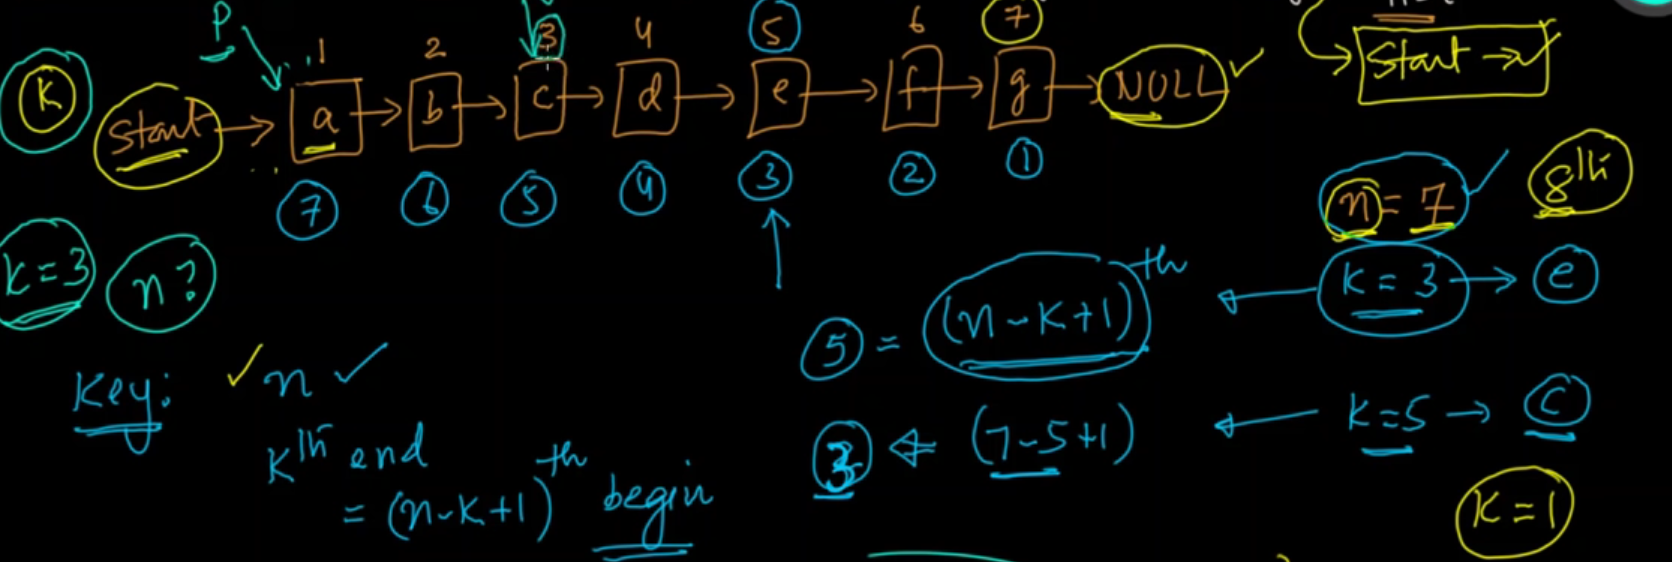 P 1 2 3 4 5 6 7
K Start → a → b → c → d → e → f → g → NULL ✓ Start →
7 6 5 4 3 2 1
n = 7 ✓ 8th
k = 3 n? k = 3 → e
5 = (n-k+1)th
Key: ✓ n ✓
3 ⇐ (7-5+1) ← k=5 → c
kth end
= (n-k+1)th begin
k=1